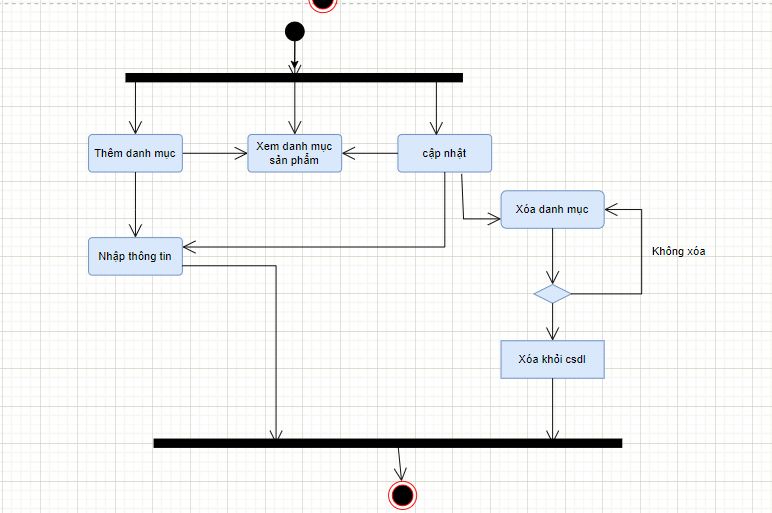 Thêm danh mục
Xem danh mục
sản phẩm
cập nhật
Xóa danh mục
Nhập thông tin
Không xóa
Xóa khỏi csdl